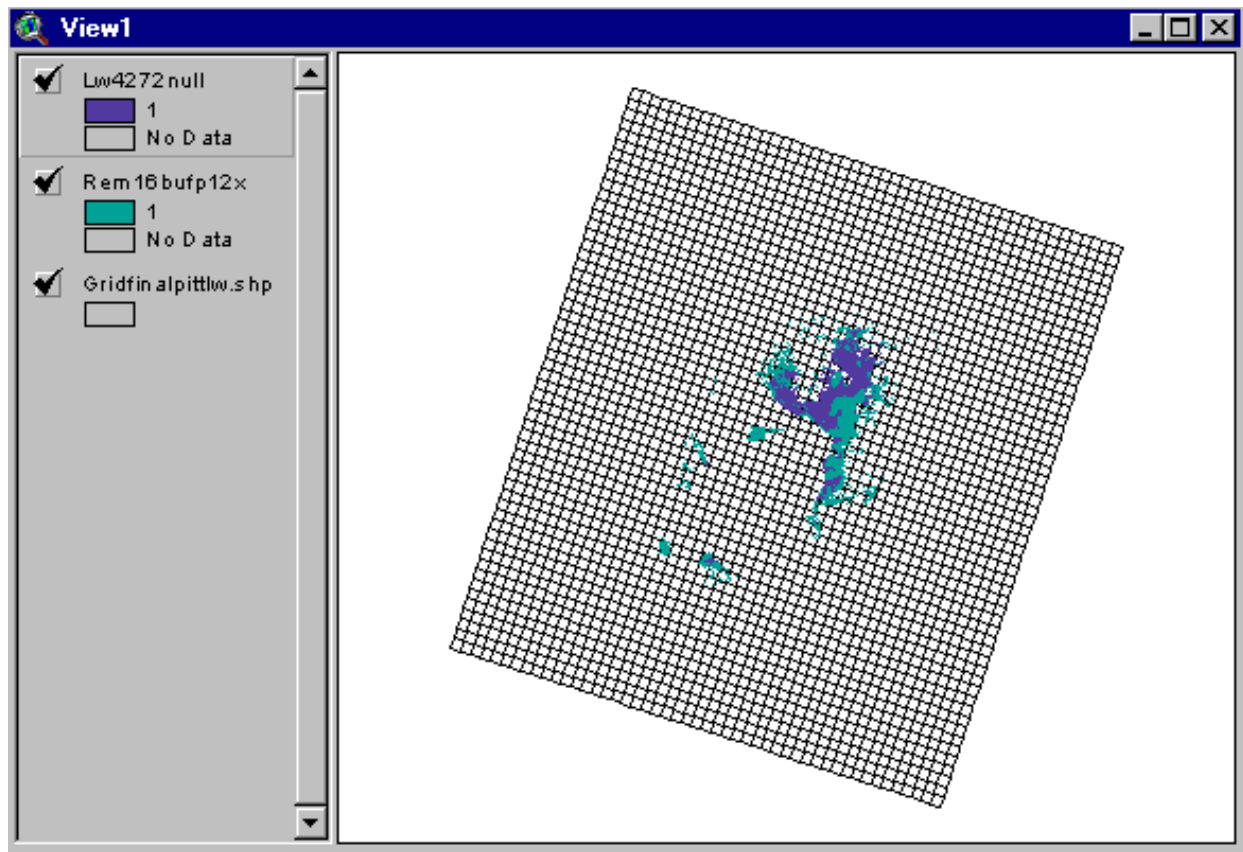 View1
Lw4272null
1
No Data
Rem16bufp12x
1
No Data
Gridfinalpittlw.shp